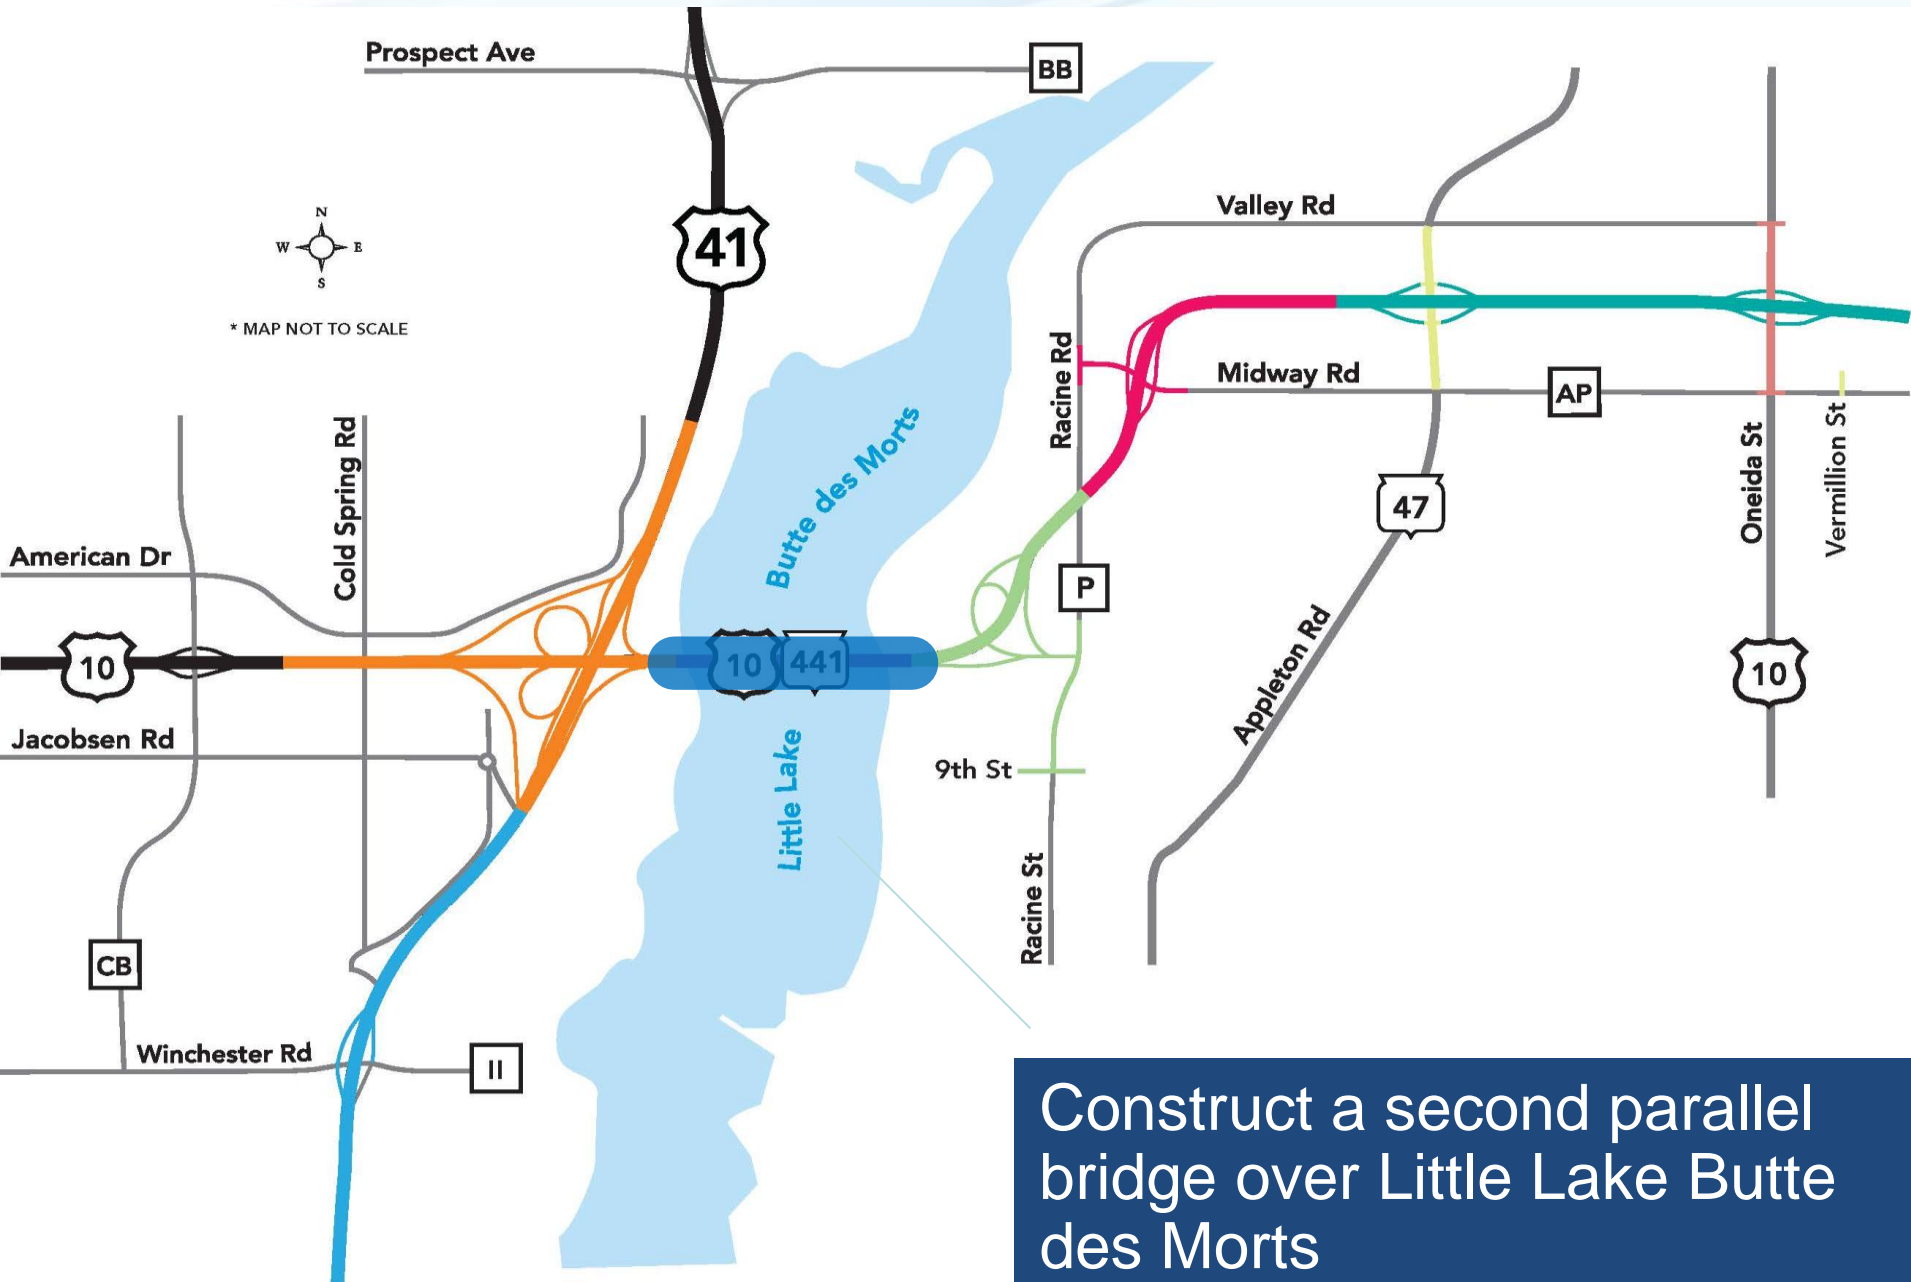 Prospect Ave
BB
41
N
W
E
S
* MAP NOT TO SCALE
Valley Rd
Racine Rd
Midway Rd
AP
Butte des Morts
Cold Spring Rd
47
Oneida St
Vermillion St
American Dr
P
10
10
441
Appleton Rd
10
Jacobsen Rd
Little Lake
9th St
Racine St
CB
Winchester Rd
II
Construct a second parallel
bridge over Little Lake Butte
des Morts